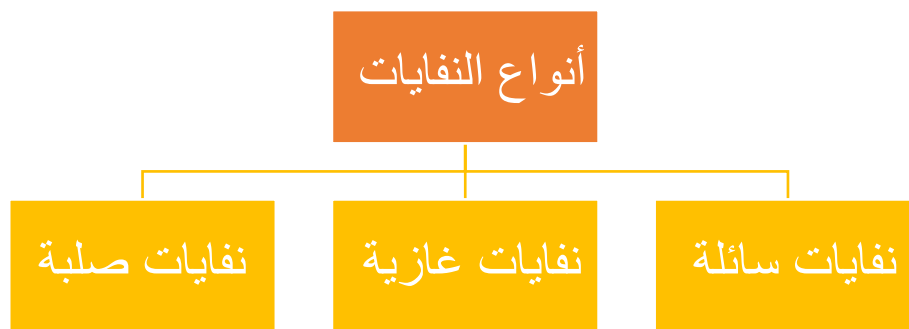 أنواع النفايات
نفايات سائلة
نفايات غازية
نفايات صلبة